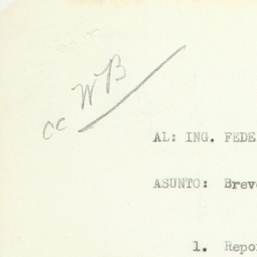 cc WB
AL: ING. FEDE
ASUNTO: Brev
1. Repo